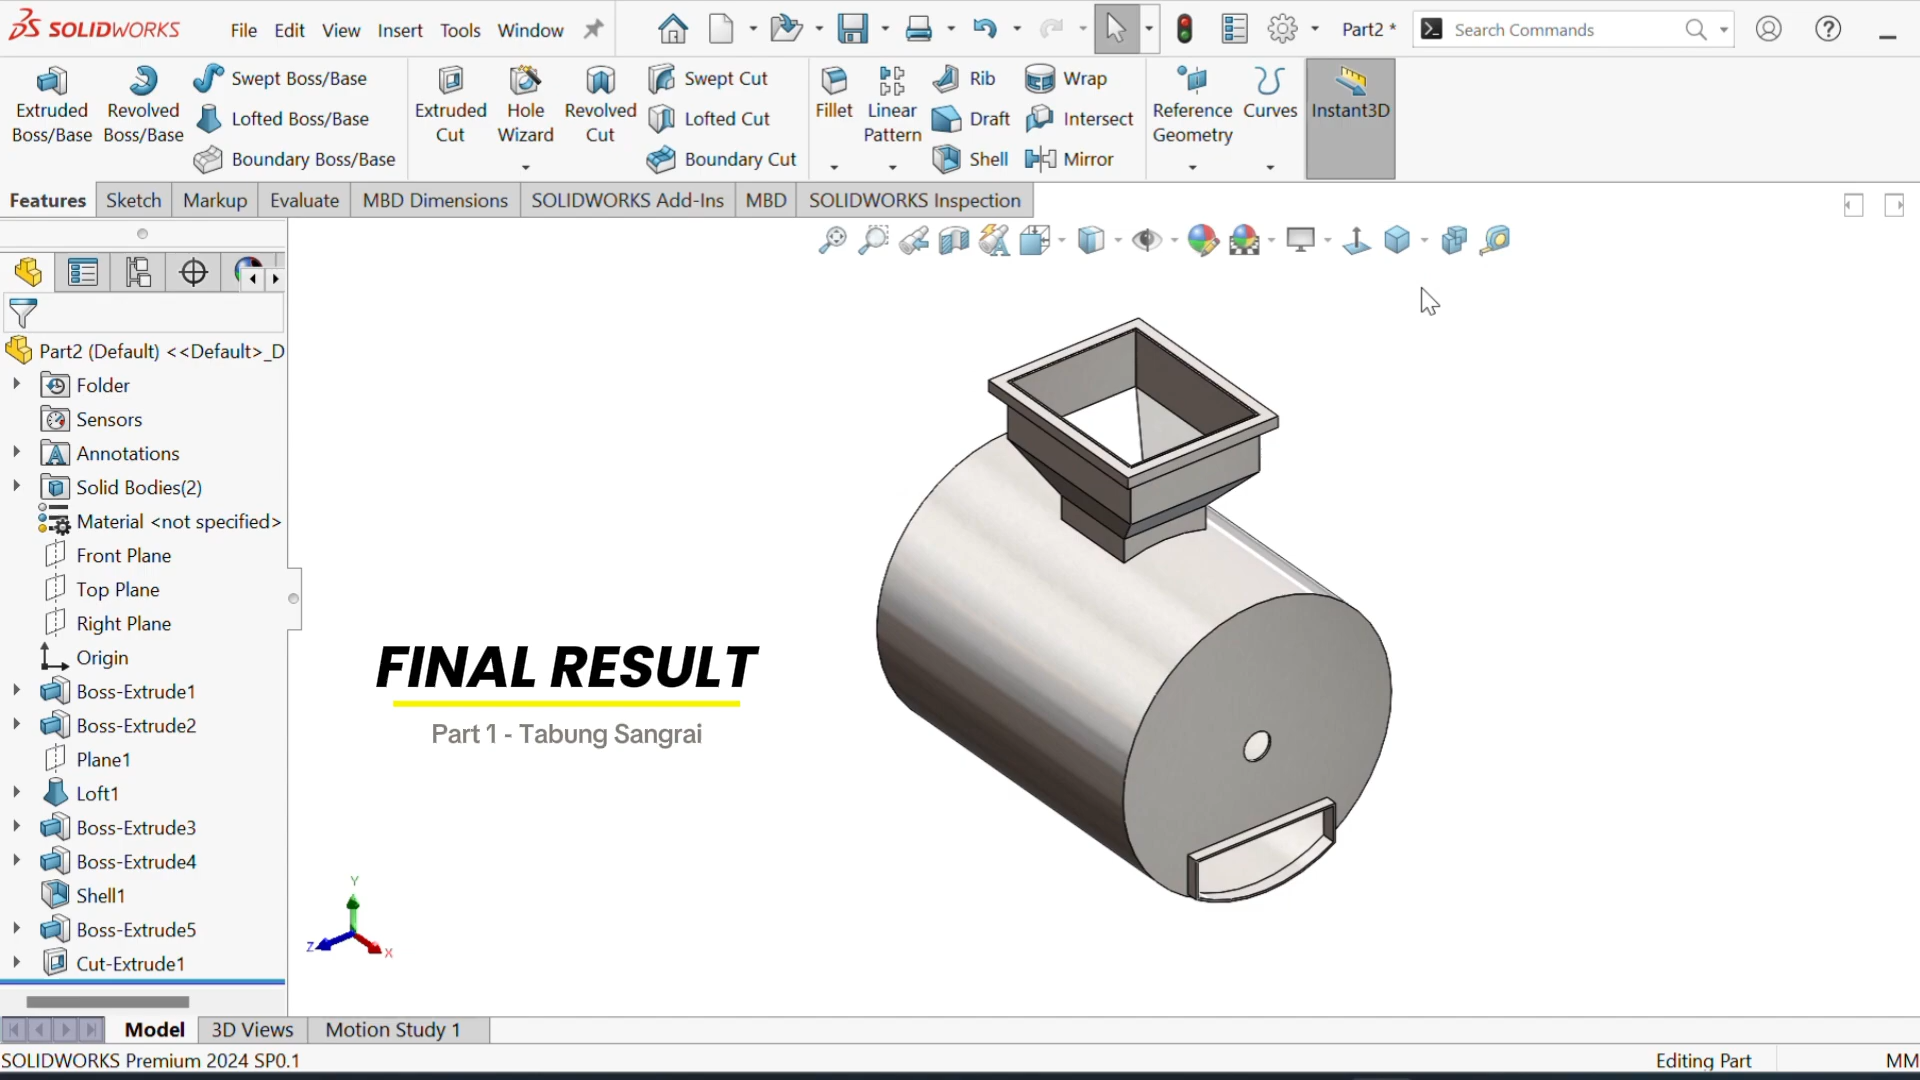 SOLIDWORKS File Edit View Insert Tools Window Part2 * Search Commands
Extruded Boss/Base
Revolved Boss/Base
Swept Boss/Base
Lofted Boss/Base
Boundary Boss/Base
Extruded Cut
Hole Wizard
Revolved Cut
Swept Cut
Lofted Cut
Boundary Cut
Fillet
Linear Pattern
Rib
Draft
Shell
Wrap
Intersect
Mirror
Reference Geometry
Curves
Instant3D
Features Sketch Markup Evaluate MBD Dimensions SOLIDWORKS Add-Ins MBD SOLIDWORKS Inspection
Part2 (Default) <<Default>_D
Folder
Sensors
Annotations
Solid Bodies(2)
Material <not specified>
Front Plane
Top Plane
Right Plane
Origin
Boss-Extrude1
Boss-Extrude2
Plane1
Loft1
Boss-Extrude3
Boss-Extrude4
Shell1
Boss-Extrude5
Cut-Extrude1
FINAL RESULT
Part 1 - Tabung Sangrai
Y
Z
X
Model 3D Views Motion Study 1
SOLIDWORKS Premium 2024 SP0.1 Editing Part MM